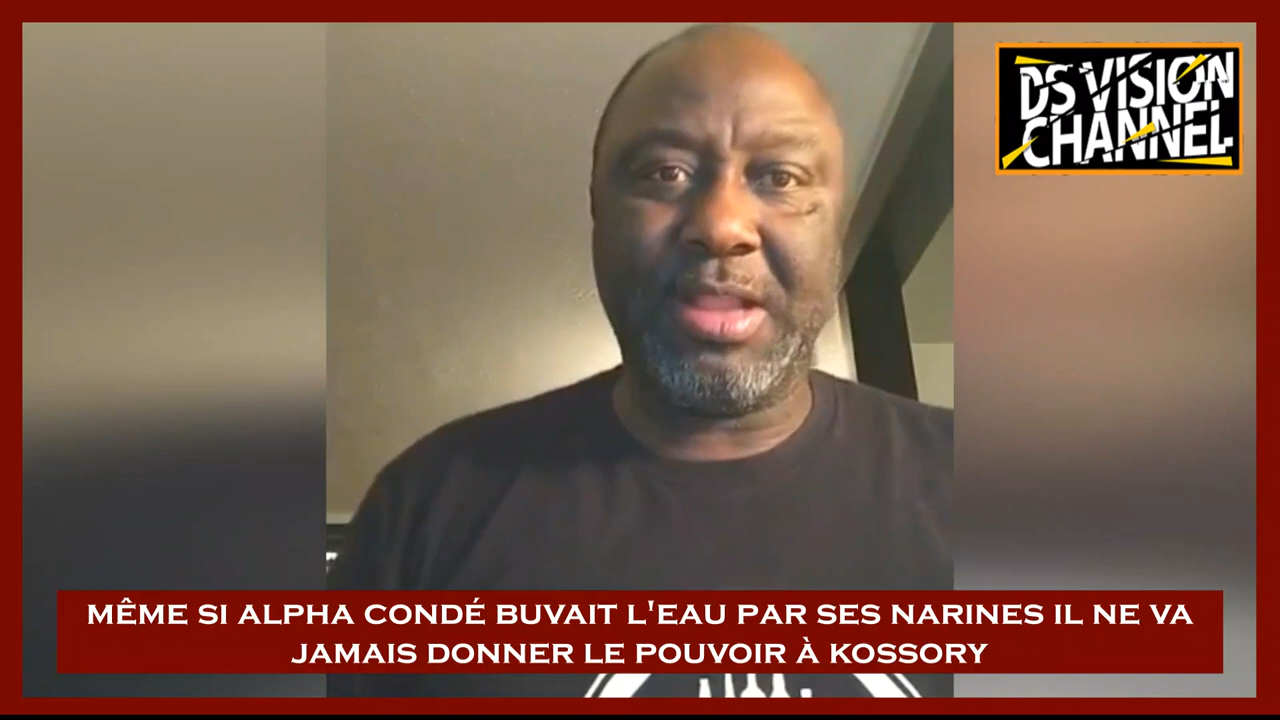 DS VISION
CHANNEL
MÊME SI ALPHA CONDÉ BUVAIT L'EAU PAR SES NARINES IL NE VA
JAMAIS DONNER LE POUVOIR À KOSSORY